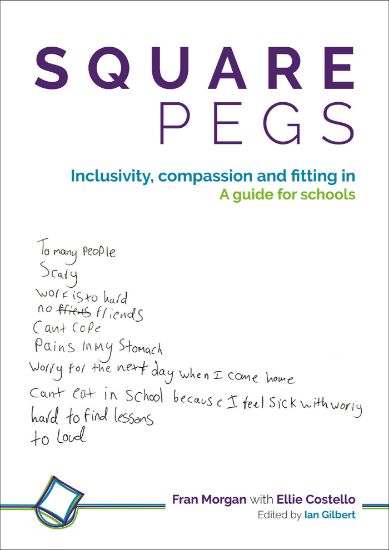 SQUARE
PEGS
Inclusivity, compassion and fitting in
A guide for schools
To many people
Scary
work is to hard
no friens friends
Cant cope
Pains in my Stomach
Worry for the next day when I come home
Cant eat in School because I feel sick with worry
hard to find lessons
to loud
Fran Morgan with Ellie Costello
Edited by Ian Gilbert